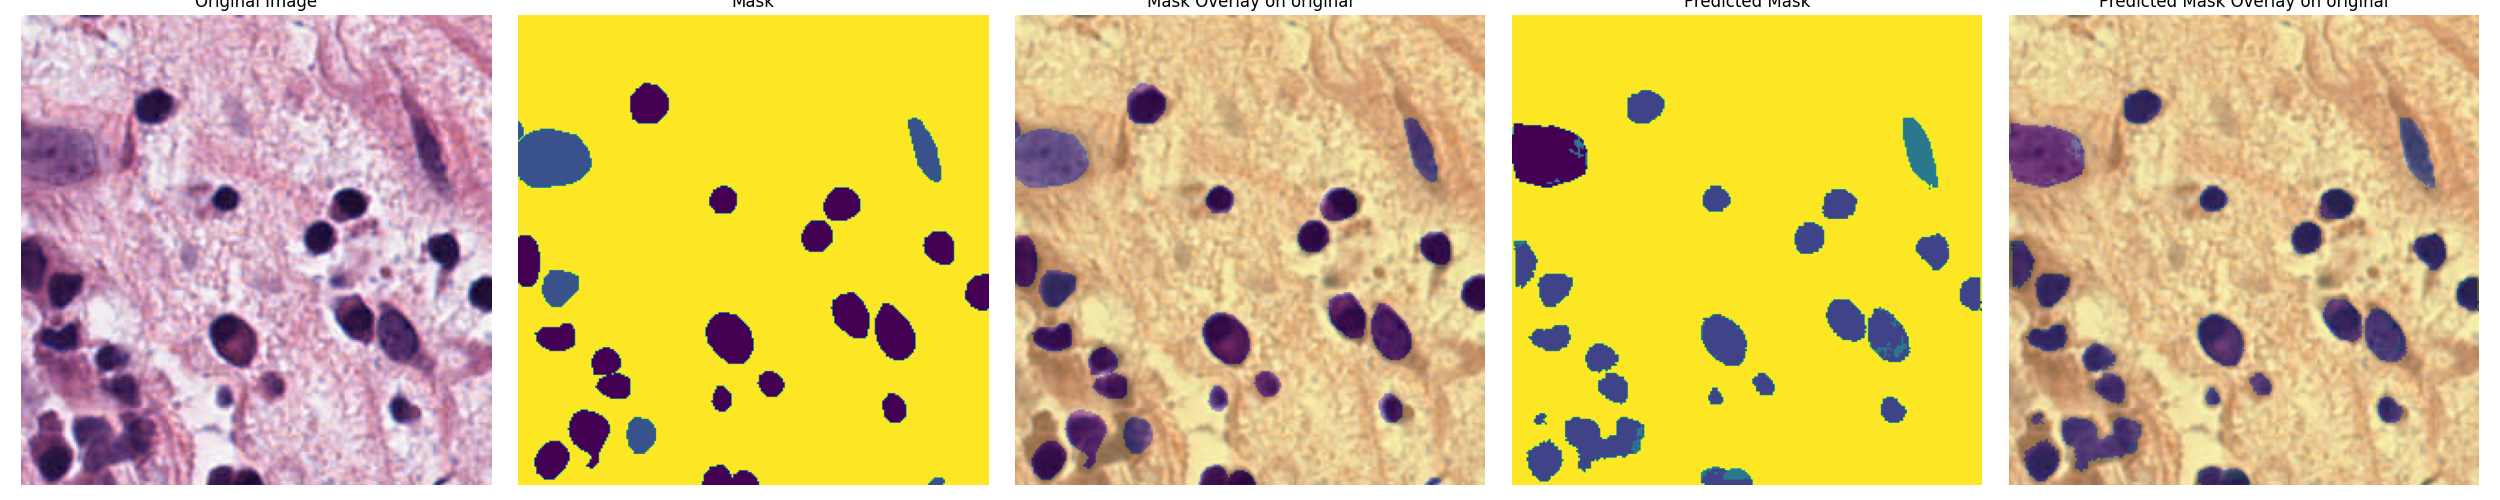 Original Image
Mask
Mask Overlay on original
Predicted Mask
Predicted Mask Overlay on original